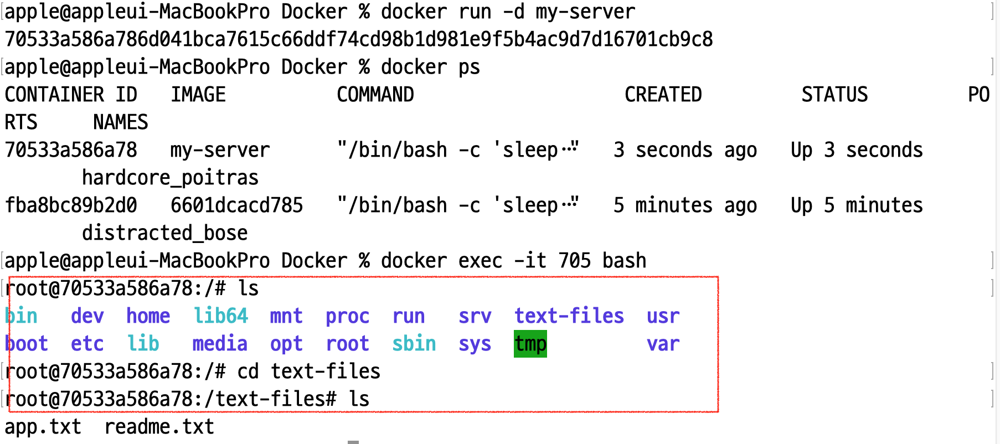 apple@appleui-MacBookPro Docker % docker run -d my-server
70533a586a786d041bca7615c66ddf74cd98b1d981e9f5b4ac9d7d16701cb9c8
apple@appleui-MacBookPro Docker % docker ps
CONTAINER ID   IMAGE          COMMAND                   CREATED         STATUS         PO
RTS     NAMES
70533a586a78   my-server      "/bin/bash -c 'sleep…"   3 seconds ago   Up 3 seconds
       hardcore_poitras
fba8bc89b2d0   6601dcacd785   "/bin/bash -c 'sleep…"   5 minutes ago   Up 5 minutes
       distracted_bose
apple@appleui-MacBookPro Docker % docker exec -it 705 bash
root@70533a586a78:/# ls
bin   dev  home  lib64  mnt  proc  run   srv  text-files  usr
boot  etc  lib   media  opt  root  sbin  sys  tmp         var
root@70533a586a78:/# cd text-files
root@70533a586a78:/text-files# ls
app.txt  readme.txt